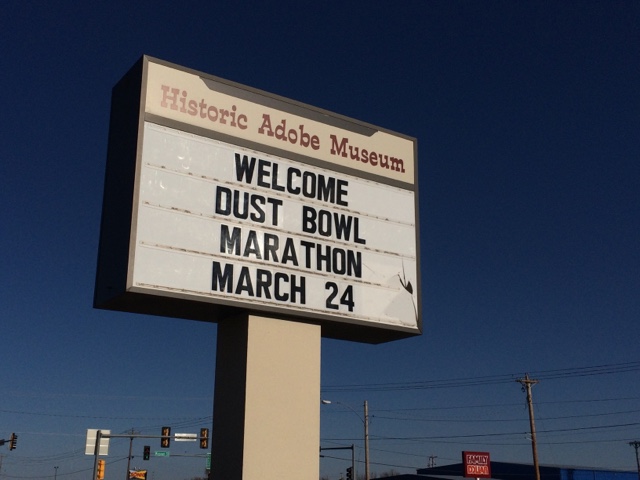 Historic Adobe Museum
WELCOME
DUST BOWL
MARATHON
MARCH 24
FAMILY
DOLLAR